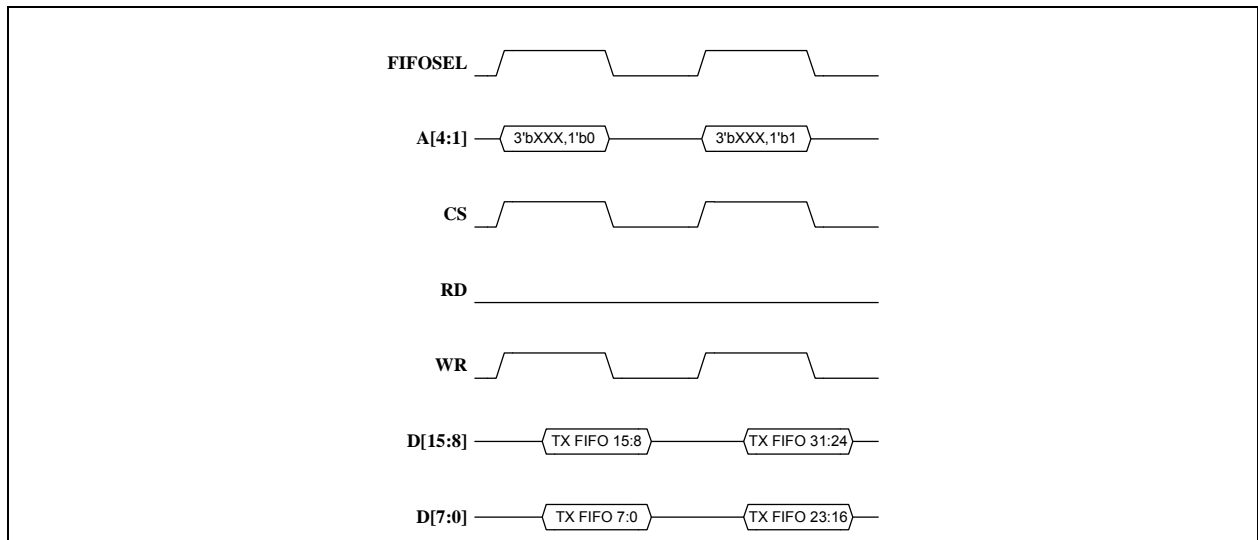 FIFOSEL
A[4:1] 3'bXXX,1'b0 3'bXXX,1'b1
CS
RD
WR
D[15:8] TX FIFO 15:8 TX FIFO 31:24
D[7:0] TX FIFO 7:0 TX FIFO 23:16